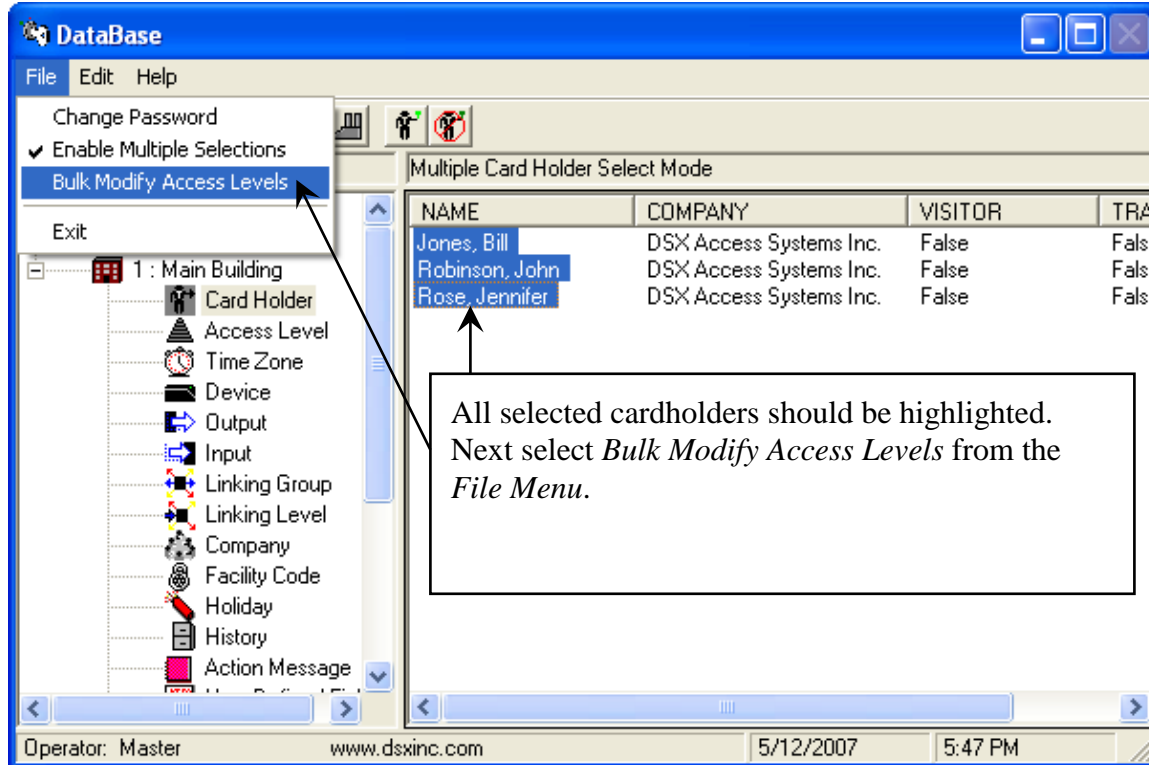 DataBase
File Edit Help
Change Password
Enable Multiple Selections
Bulk Modify Access Levels
Exit
Multiple Card Holder Select Mode
NAME COMPANY VISITOR TRA
Jones, Bill DSX Access Systems Inc. False Fals
Robinson, John DSX Access Systems Inc. False Fals
Rose, Jennifer DSX Access Systems Inc. False Fals
1 : Main Building
Card Holder
Access Level
Time Zone
Device
Output
Input
Linking Group
Linking Level
Company
Facility Code
Holiday
History
Action Message
All selected cardholders should be highlighted.
Next select Bulk Modify Access Levels from the
File Menu.
Operator: Master www.dsxinc.com 5/12/2007 5:47 PM